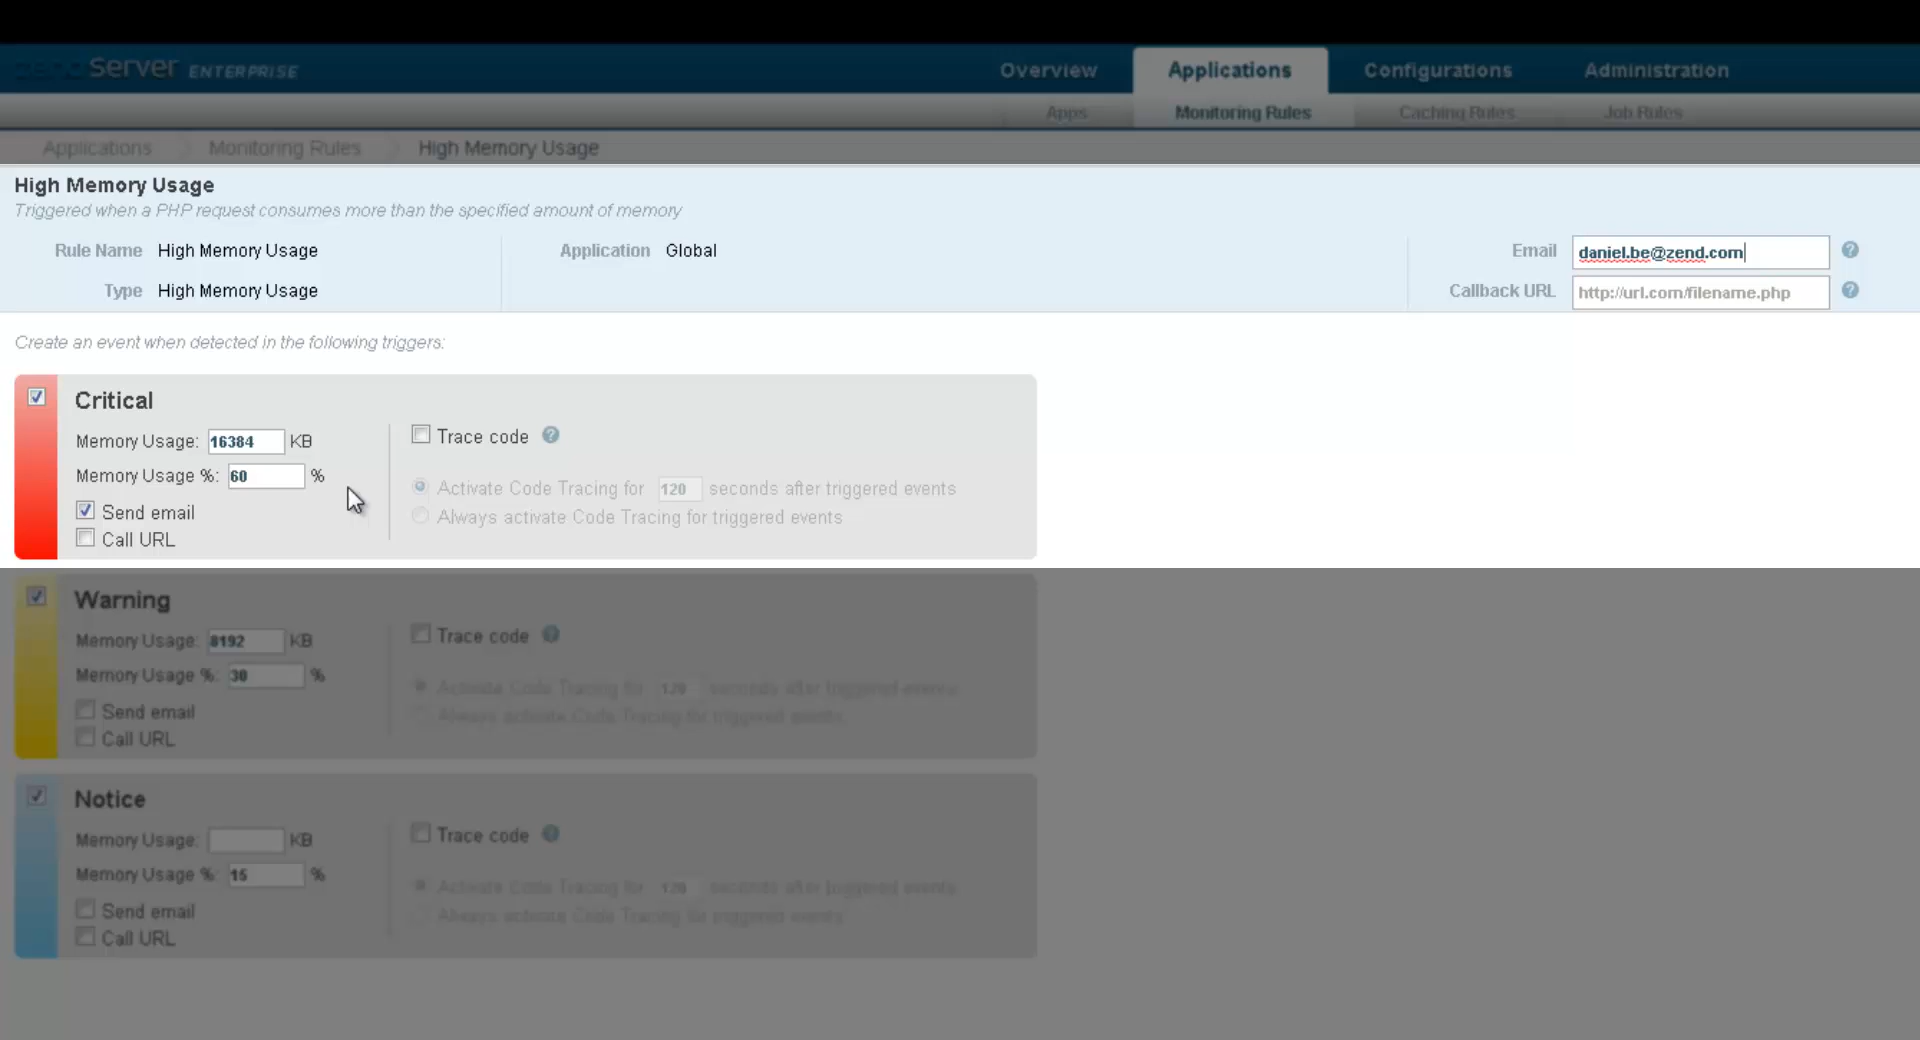 Server ENTERPRISE
Overview Applications Configurations Administration
Apps Monitoring Rules Caching Rules Job Rules
Applications Monitoring Rules High Memory Usage
High Memory Usage
Triggered when a PHP request consumes more than the specified amount of memory
Rule Name High Memory Usage Application Global Email daniel.be@zend.com
Type High Memory Usage Callback URL http://url.com/filename.php
Create an event when detected in the following triggers:
Critical
Memory Usage: 16384 KB Trace code
Memory Usage %: 60 %
Activate Code Tracing for 120 seconds after triggered events
Send email
Always activate Code Tracing for triggered events
Call URL
Warning
Memory Usage: 8192 KB Trace code
Memory Usage %: 30 %
Activate Code Tracing for 120 seconds after triggered events
Send email
Always activate Code Tracing for triggered events
Call URL
Notice
Memory Usage: KB Trace code
Memory Usage %: 15 %
Activate Code Tracing for 120 seconds after triggered events
Send email
Always activate Code Tracing for triggered events
Call URL